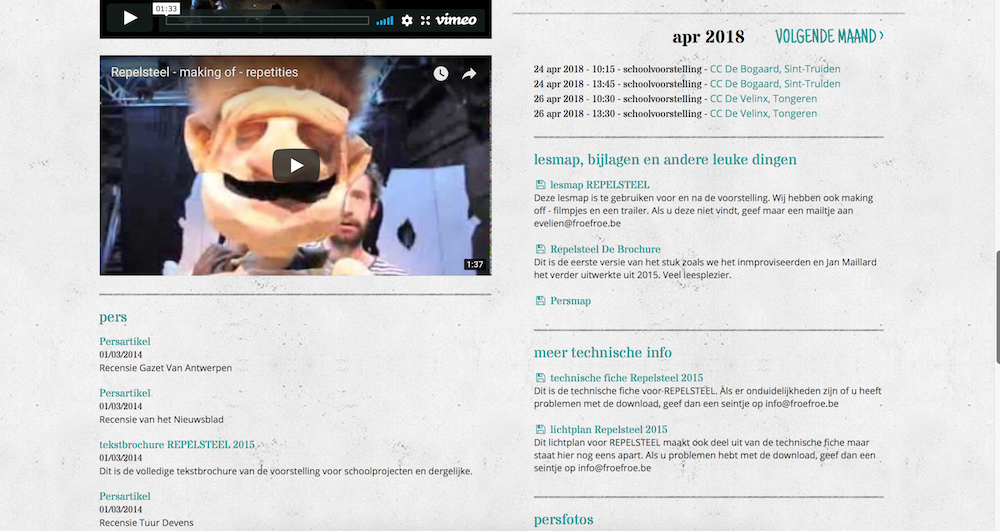 01:33
vimeo
Repelsteel - making of - repetities
1:37
pers
Persartikel
01/03/2014
Recensie Gazet Van Antwerpen
Persartikel
01/03/2014
Recensie van het Nieuwsblad
tekstbrochure REPELSTEEL 2015
01/03/2014
Dit is de volledige tekstbrochure van de voorstelling voor schoolprojecten en dergelijke.
Persartikel
01/03/2014
Recensie Tuur Devens
apr 2018
VOLGENDE MAAND >
24 apr 2018 - 10:15 - schoolvoorstelling - CC De Bogaard, Sint-Truiden
24 apr 2018 - 13:45 - schoolvoorstelling - CC De Bogaard, Sint-Truiden
26 apr 2018 - 10:30 - schoolvoorstelling - CC De Velinx, Tongeren
26 apr 2018 - 13:30 - schoolvoorstelling - CC De Velinx, Tongeren
lesmap, bijlagen en andere leuke dingen
lesmap REPELSTEEL
Deze lesmap is te gebruiken voor en na de voorstelling. Wij hebben ook making
off - filmpjes en een trailer. Als u deze niet vindt, geef maar een mailtje aan
evelien@froefroe.be
Repelsteel De Brochure
Dit is de eerste versie van het stuk zoals we het inmproviseerden en Jan Maillard
het verder uitwerkte uit 2015. Veel leesplezier.
Persmap
meer technische info
technische fiche Repelsteel 2015
Dit is de technische fiche voor REPELSTEEL. Als er onduidelijkheden zijn of u heeft
problemen met de download, geef dan een seintje op info@froefroe.be
lichtplan Repelsteel 2015
Dit lichtplan voor REPELSTEEL maakt ook deel uit van de technische fiche maar
staat hier nog eens apart. Als u problemen hebt met de download, geef dan een
seintje op info@froefroe.be
persfotos